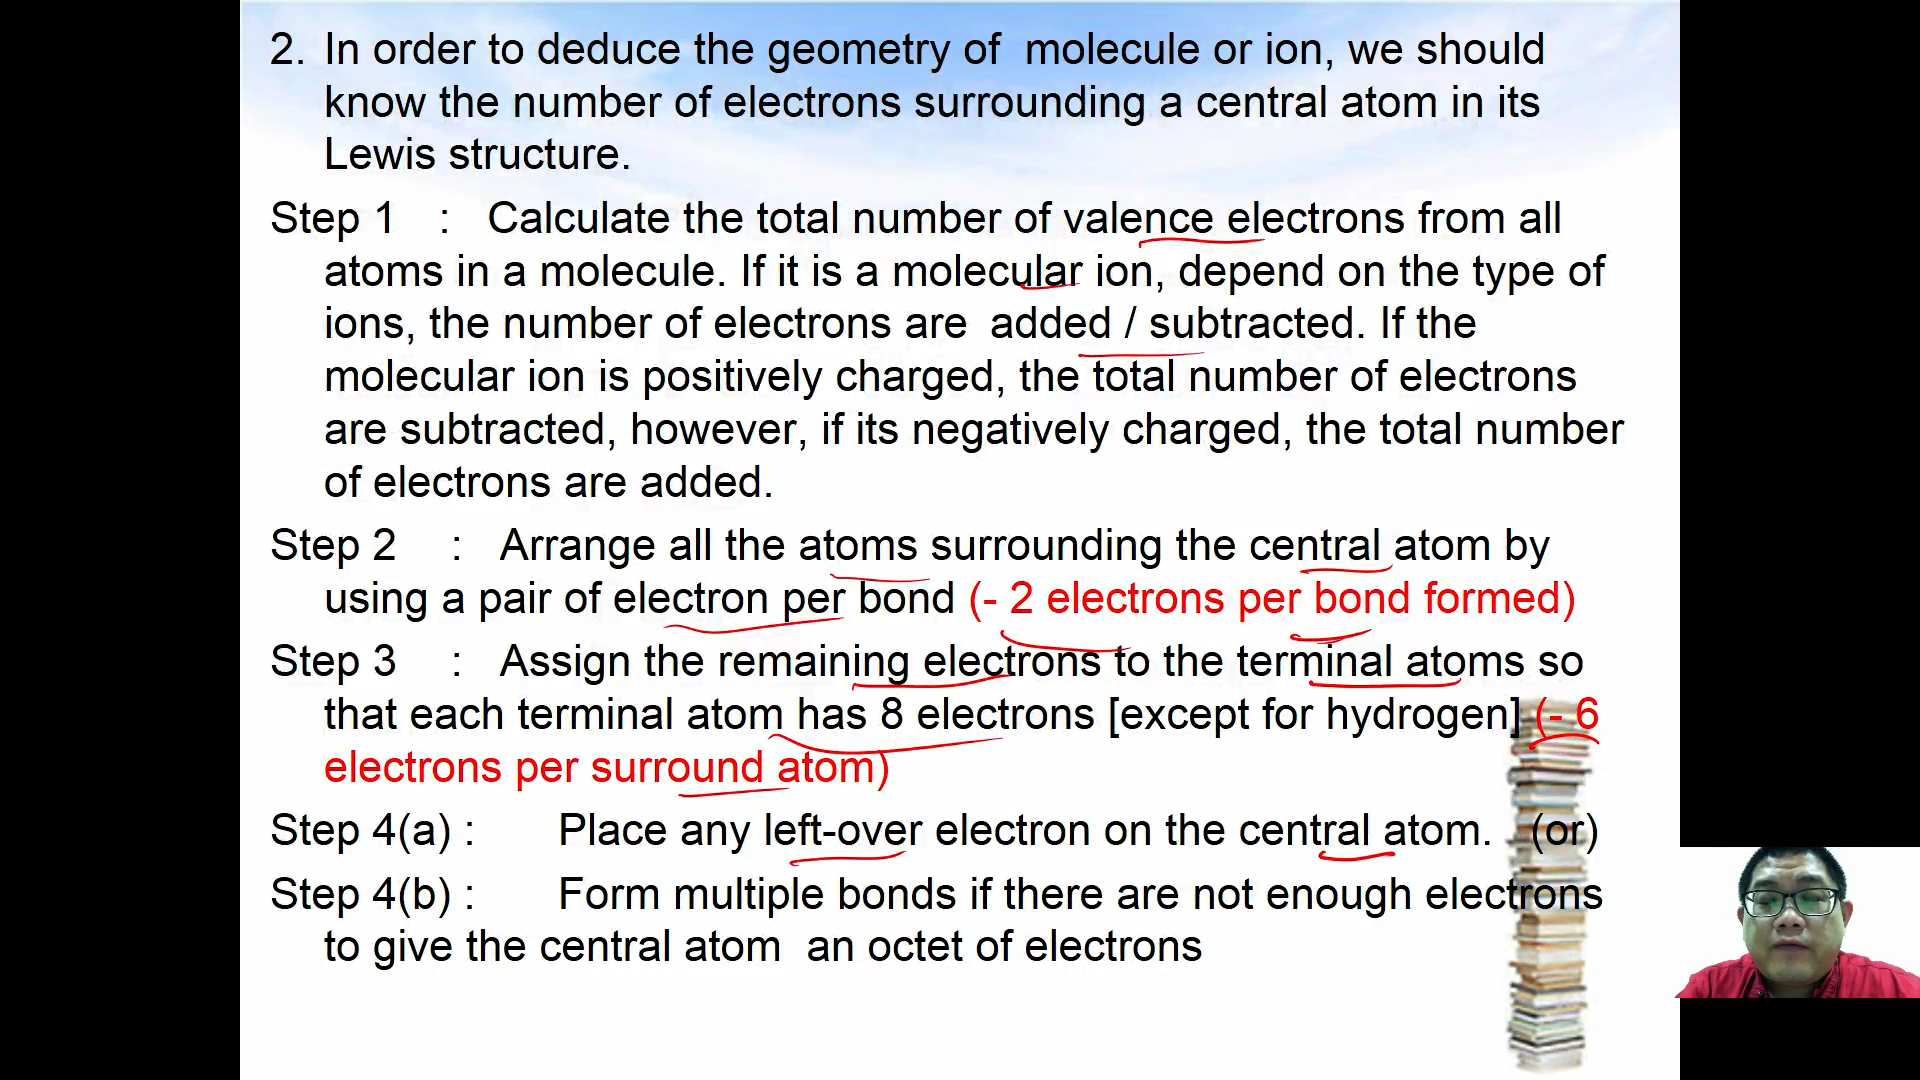 2. In order to deduce the geometry of molecule or ion, we should
know the number of electrons surrounding a central atom in its
Lewis structure.
Step 1 : Calculate the total number of valence electrons from all
atoms in a molecule. If it is a molecular ion, depend on the type of
ions, the number of electrons are added / subtracted. If the
molecular ion is positively charged, the total number of electrons
are subtracted, however, if its negatively charged, the total number
of electrons are added.
Step 2 : Arrange all the atoms surrounding the central atom by
using a pair of electron per bond (- 2 electrons per bond formed)
Step 3 : Assign the remaining electrons to the terminal atoms so
that each terminal atom has 8 electrons [except for hydrogen] (- 6
electrons per surround atom)
Step 4(a) : Place any left-over electron on the central atom. (or)
Step 4(b) : Form multiple bonds if there are not enough electrons
to give the central atom an octet of electrons